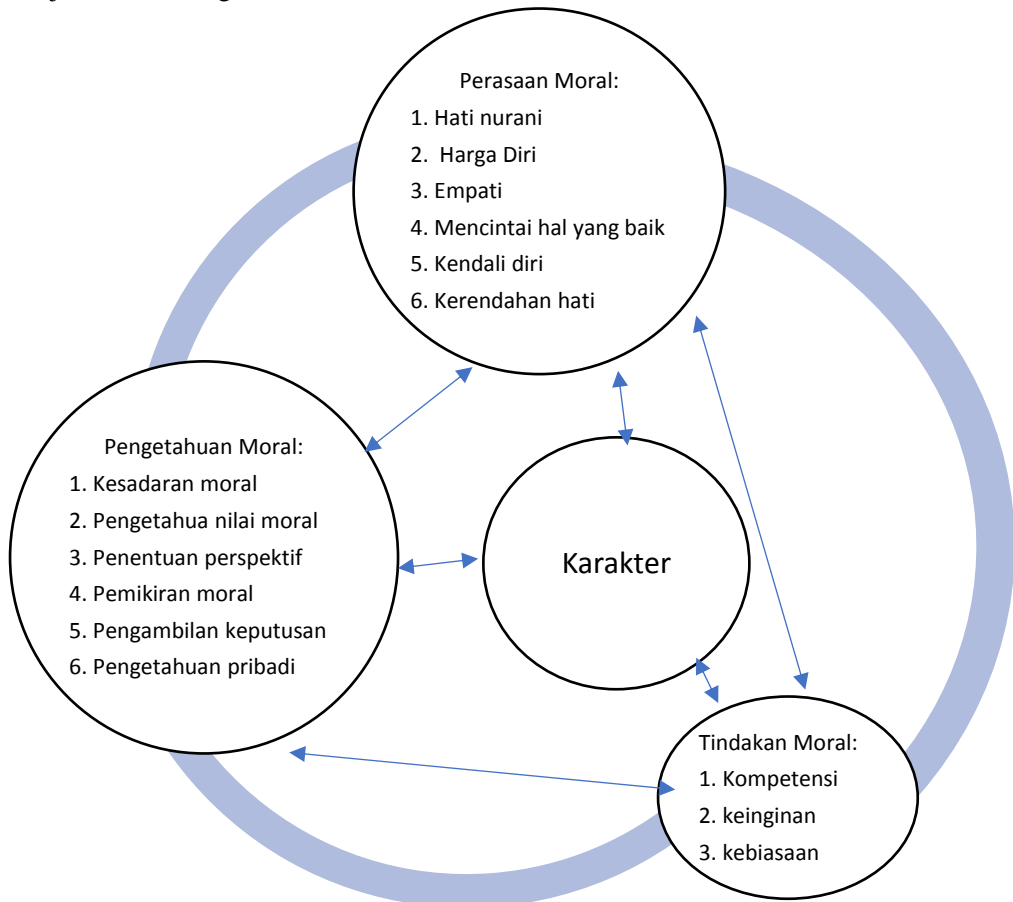 Perasaan Moral:
1. Hati nurani
2. Harga Diri
3. Empati
4. Mencintai hal yang baik
5. Kendali diri
6. Kerendahan hati
Pengetahuan Moral:
1. Kesadaran moral
2. Pengetahua nilai moral
3. Penentuan perspektif
4. Pemikiran moral
5. Pengambilan keputusan
6. Pengetahuan pribadi
Karakter
Tindakan Moral:
1. Kompetensi
2. keinginan
3. kebiasaan